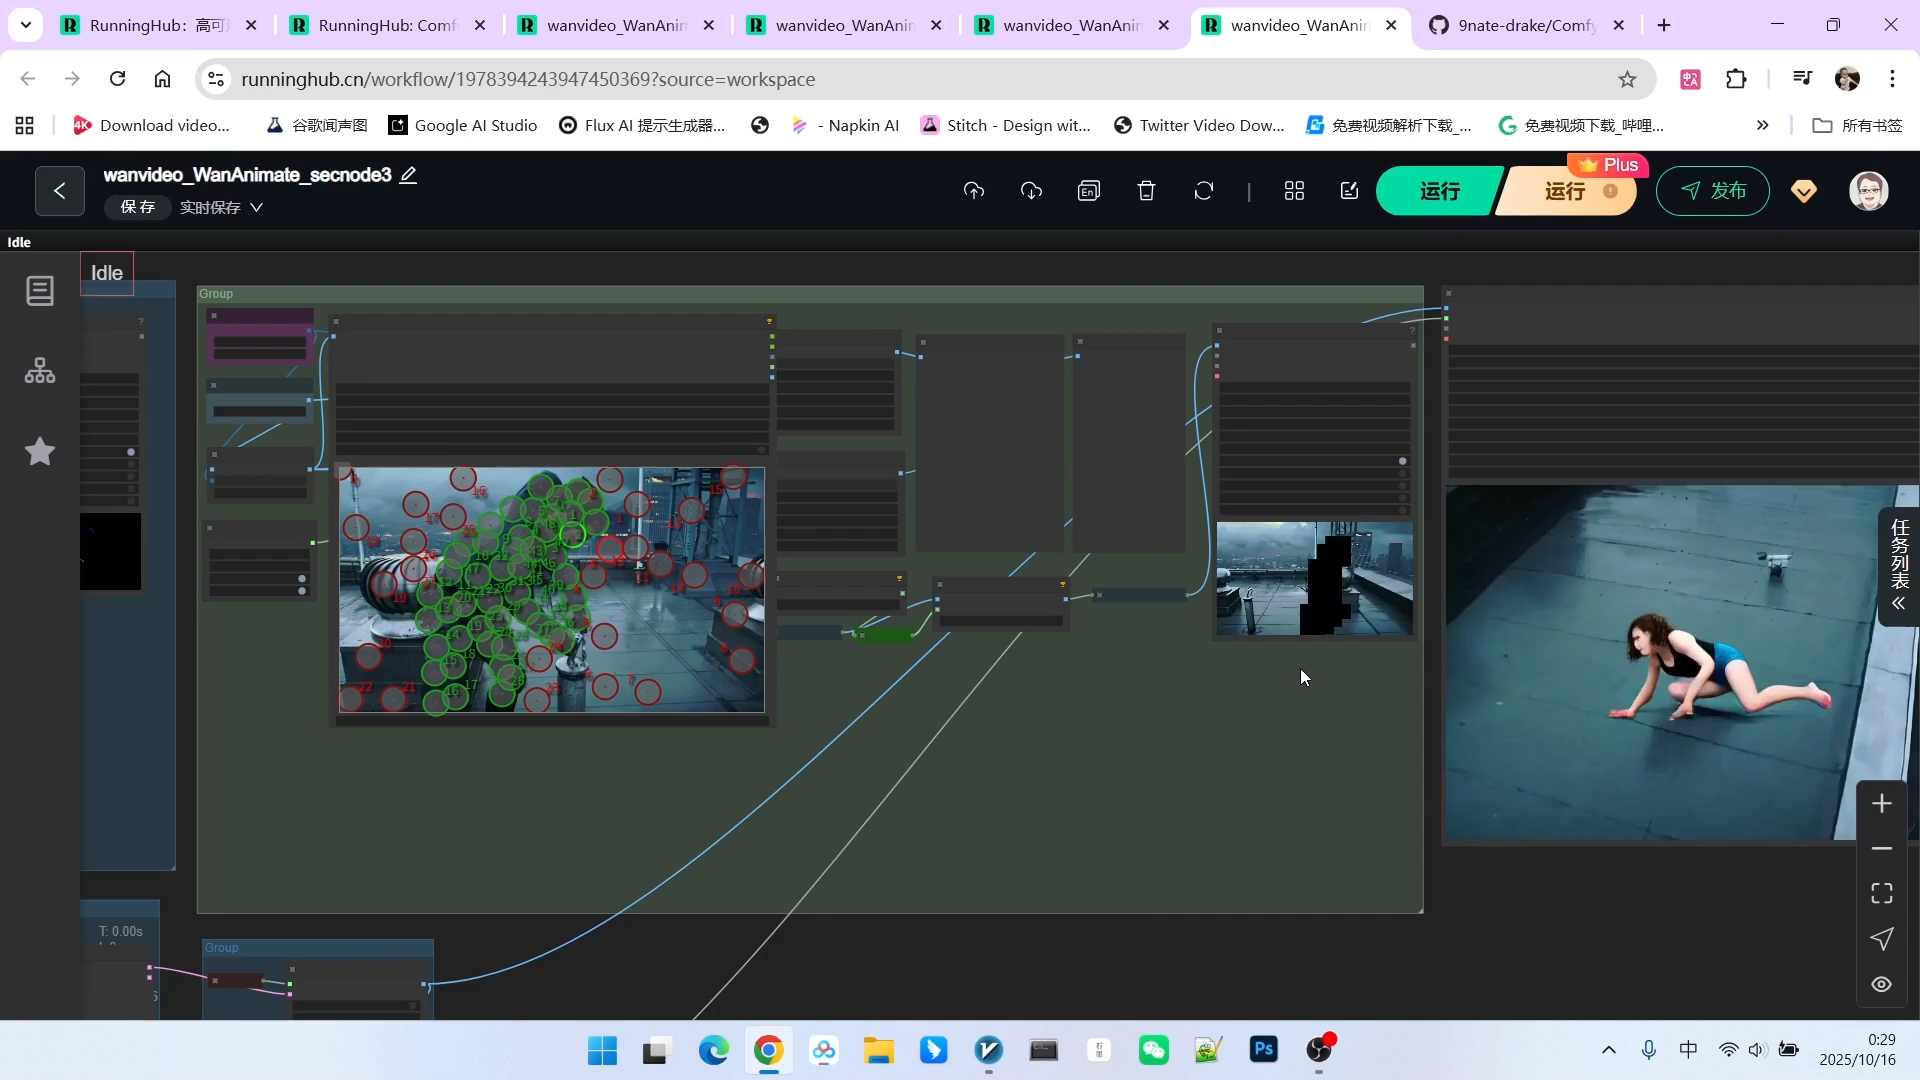 RunningHub：高可
RunningHub: Comf
wanvideo_WanAnin
wanvideo_WanAnin
wanvideo_WanAnin
wanvideo_WanAnin
9nate-drake/Comfy
runninghub.cn/workflow/1978394243947450369?source=workspace
Download video...
谷歌闻声图
Google AI Studio
Flux AI 提示生成器...
- Napkin AI
Stitch - Design wit...
Twitter Video Dow...
免费视频解析下载_...
免费视频下载_哔哩...
所有书签
wanvideo_WanAnimate_secnode3
保 存
实时保存
En
运行
Plus
运行
发布
Idle
Idle
Group
任务列表
T: 0.00s
Group
Ps
中
0:29
2025/10/16